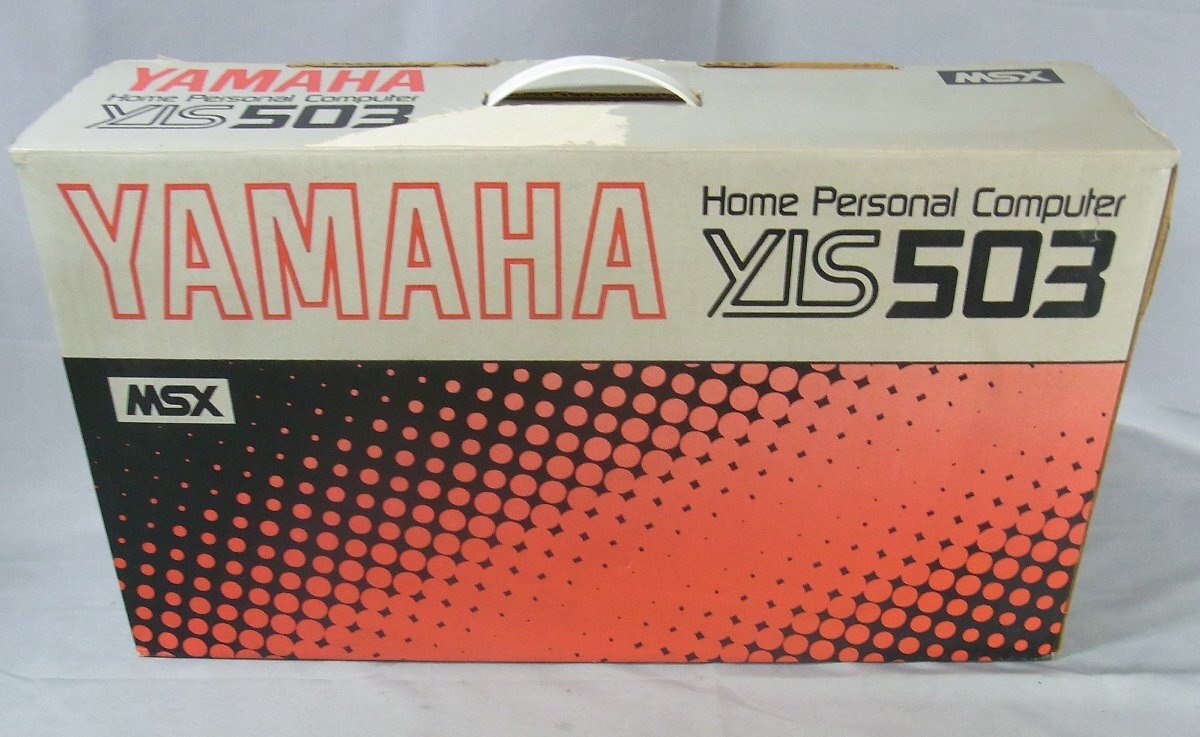 YAMAHA
Home Personal Computer
YIS503
MSX
YAMAHA
Home Personal Computer
YIS503
MSX